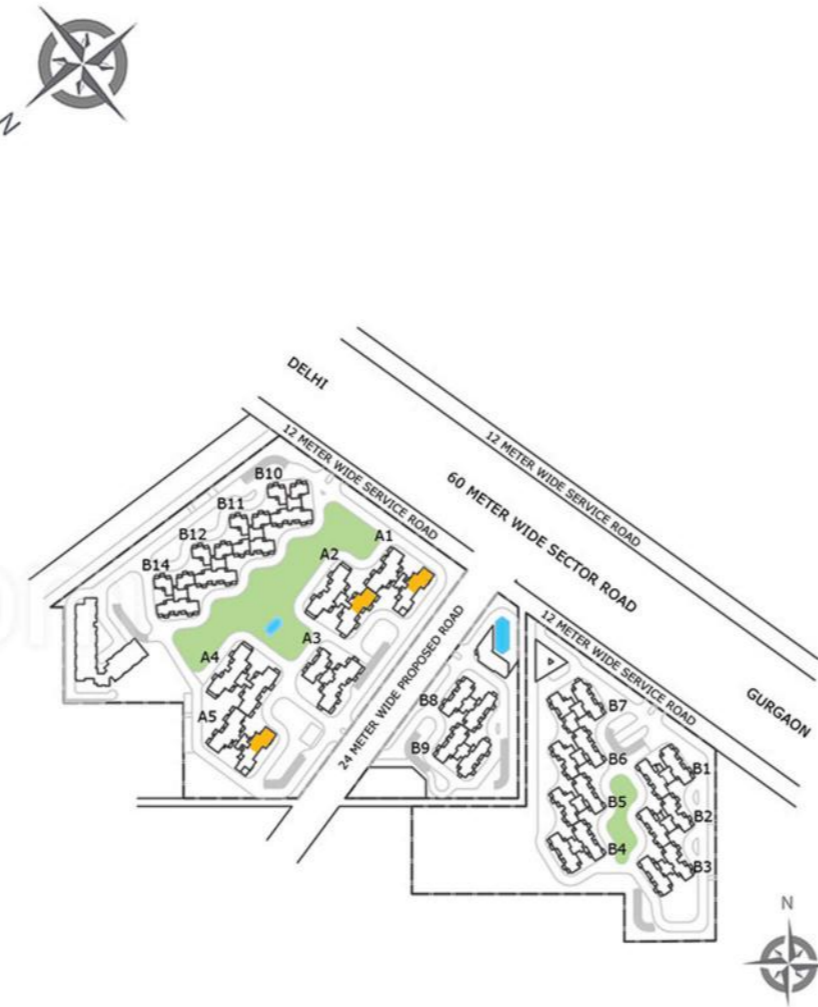 N
DELHI
12 METER WIDE SERVICE ROAD
12 METER WIDE SERVICE ROAD
60 METER WIDE SECTOR ROAD
B10
B11
B12
B14
A1
A2
A3
A4
A5
24 METER WIDE PROPOSED ROAD
12 METER WIDE SERVICE ROAD
GURGAON
B8
B9
B7
B6
B5
B4
B1
B2
B3
N